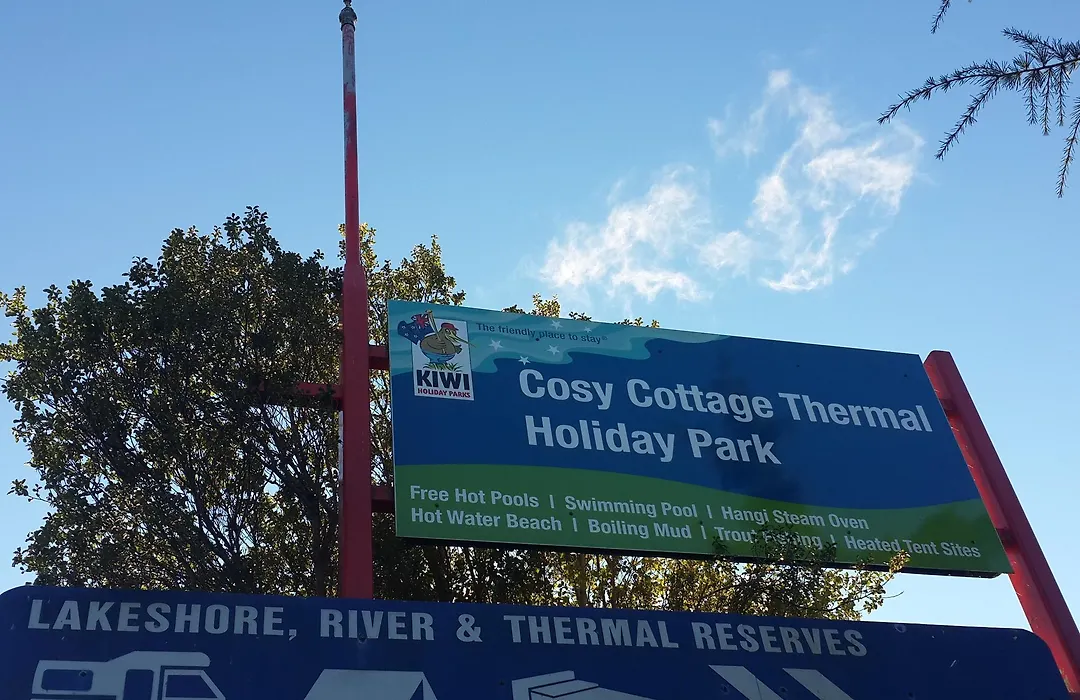 The friendly place to stay®
KIWI
HOLIDAY PARKS
Cosy Cottage Thermal
Holiday Park
Free Hot Pools | Swimming Pool | Hangi Steam Oven
Hot Water Beach | Boiling Mud | Trout Fishing | Heated Tent Sites
LAKESHORE, RIVER & THERMAL RESERVES